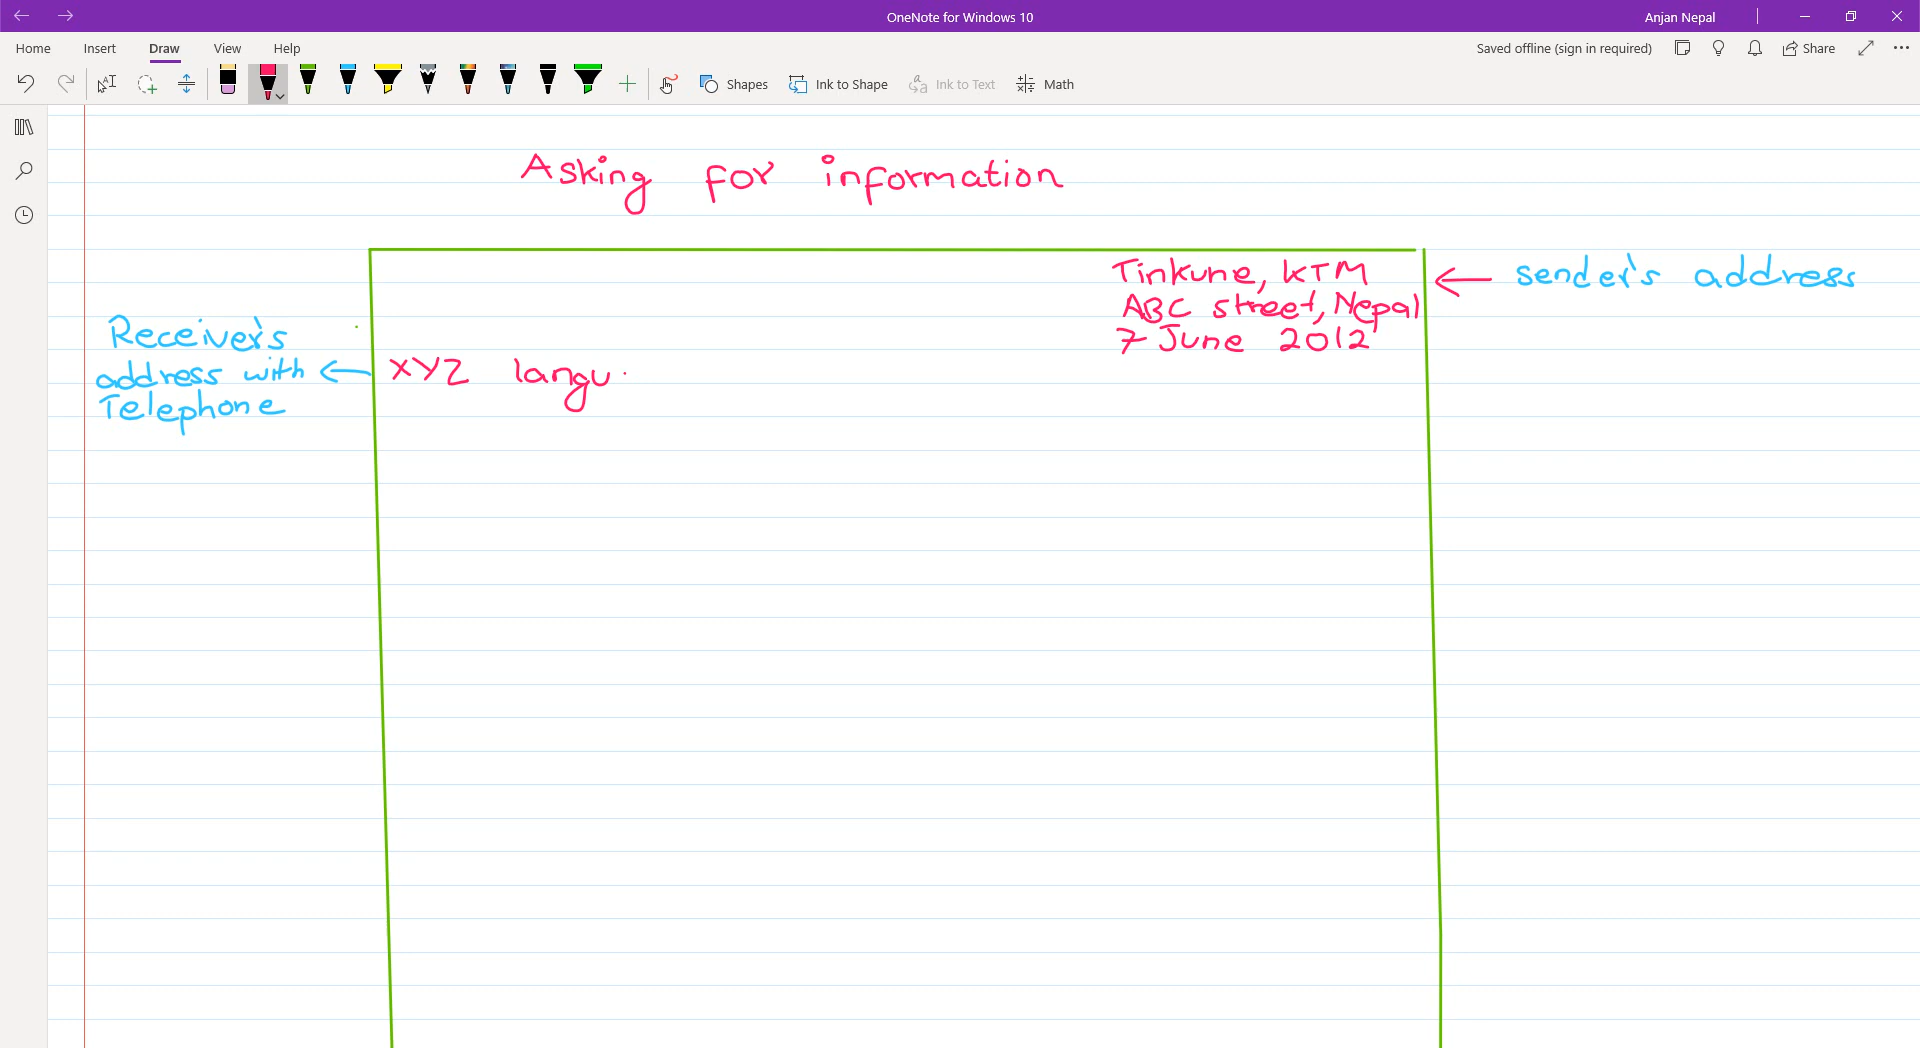 OneNote for Windows 10
Anjan Nepal
Home Insert Draw View Help
Saved offline (sign in required)
Share
Shapes
Ink to Shape
Ink to Text
Math
Asking for information
Tinkune, KTM
ABC street, Nepal
7 June 2012
sender's address
Receiver's
address with
Telephone
XYZ langu